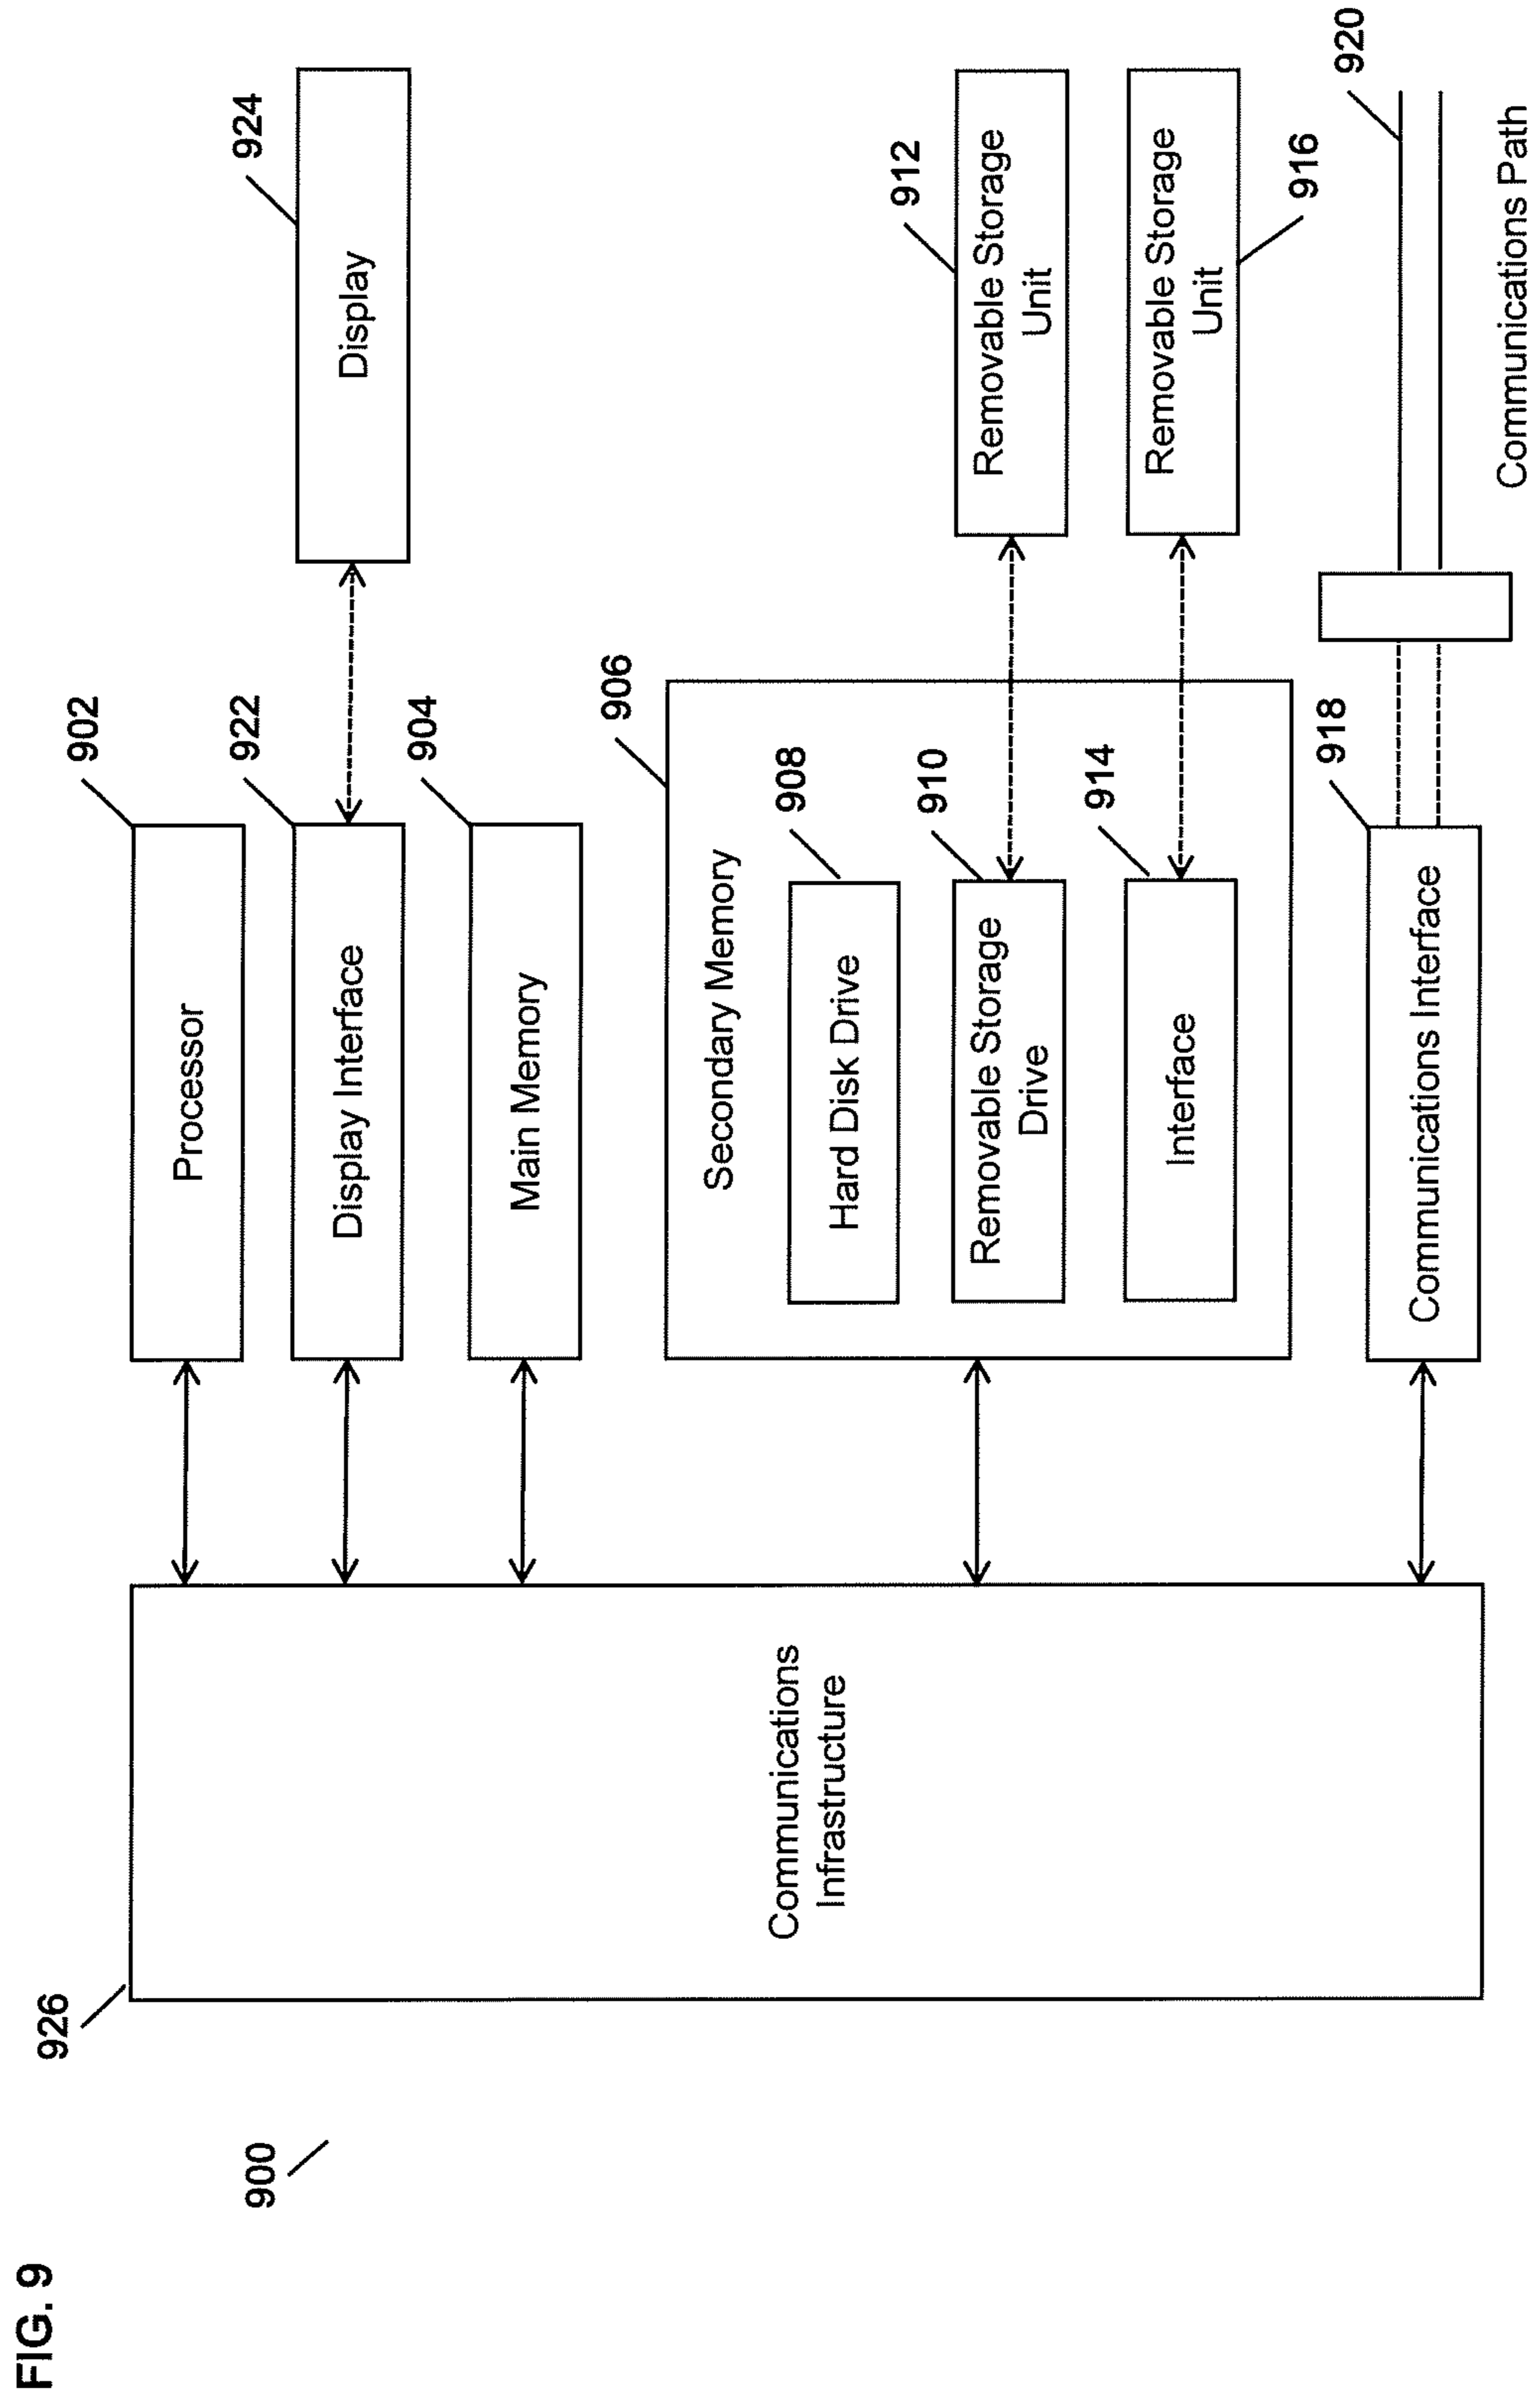 FIG. 9
900
926
Communications
Infrastructure
902
Processor
922
Display Interface
924
Display
904
Main Memory
906
Secondary Memory
908
Hard Disk Drive
910
Removable Storage
Drive
912
Removable Storage
Unit
914
Interface
Removable Storage
Unit
916
918
Communications Interface
920
Communications Path